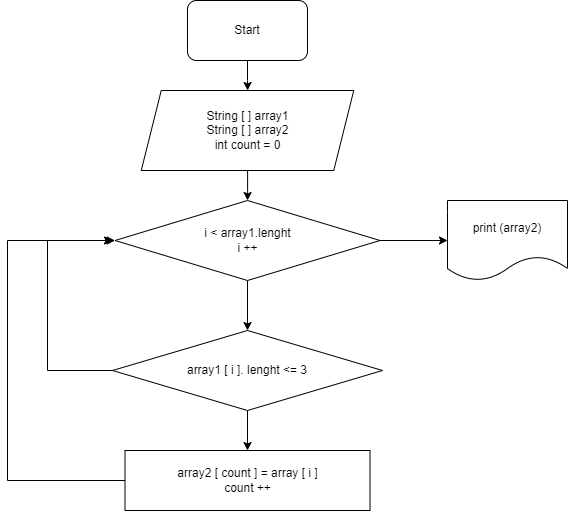 Start
String [ ] array1
String [ ] array2
int count = 0
i < array1.lenght
i ++
print (array2)
array1 [ i ]. lenght <= 3
array2 [ count ] = array [ i ]
count ++